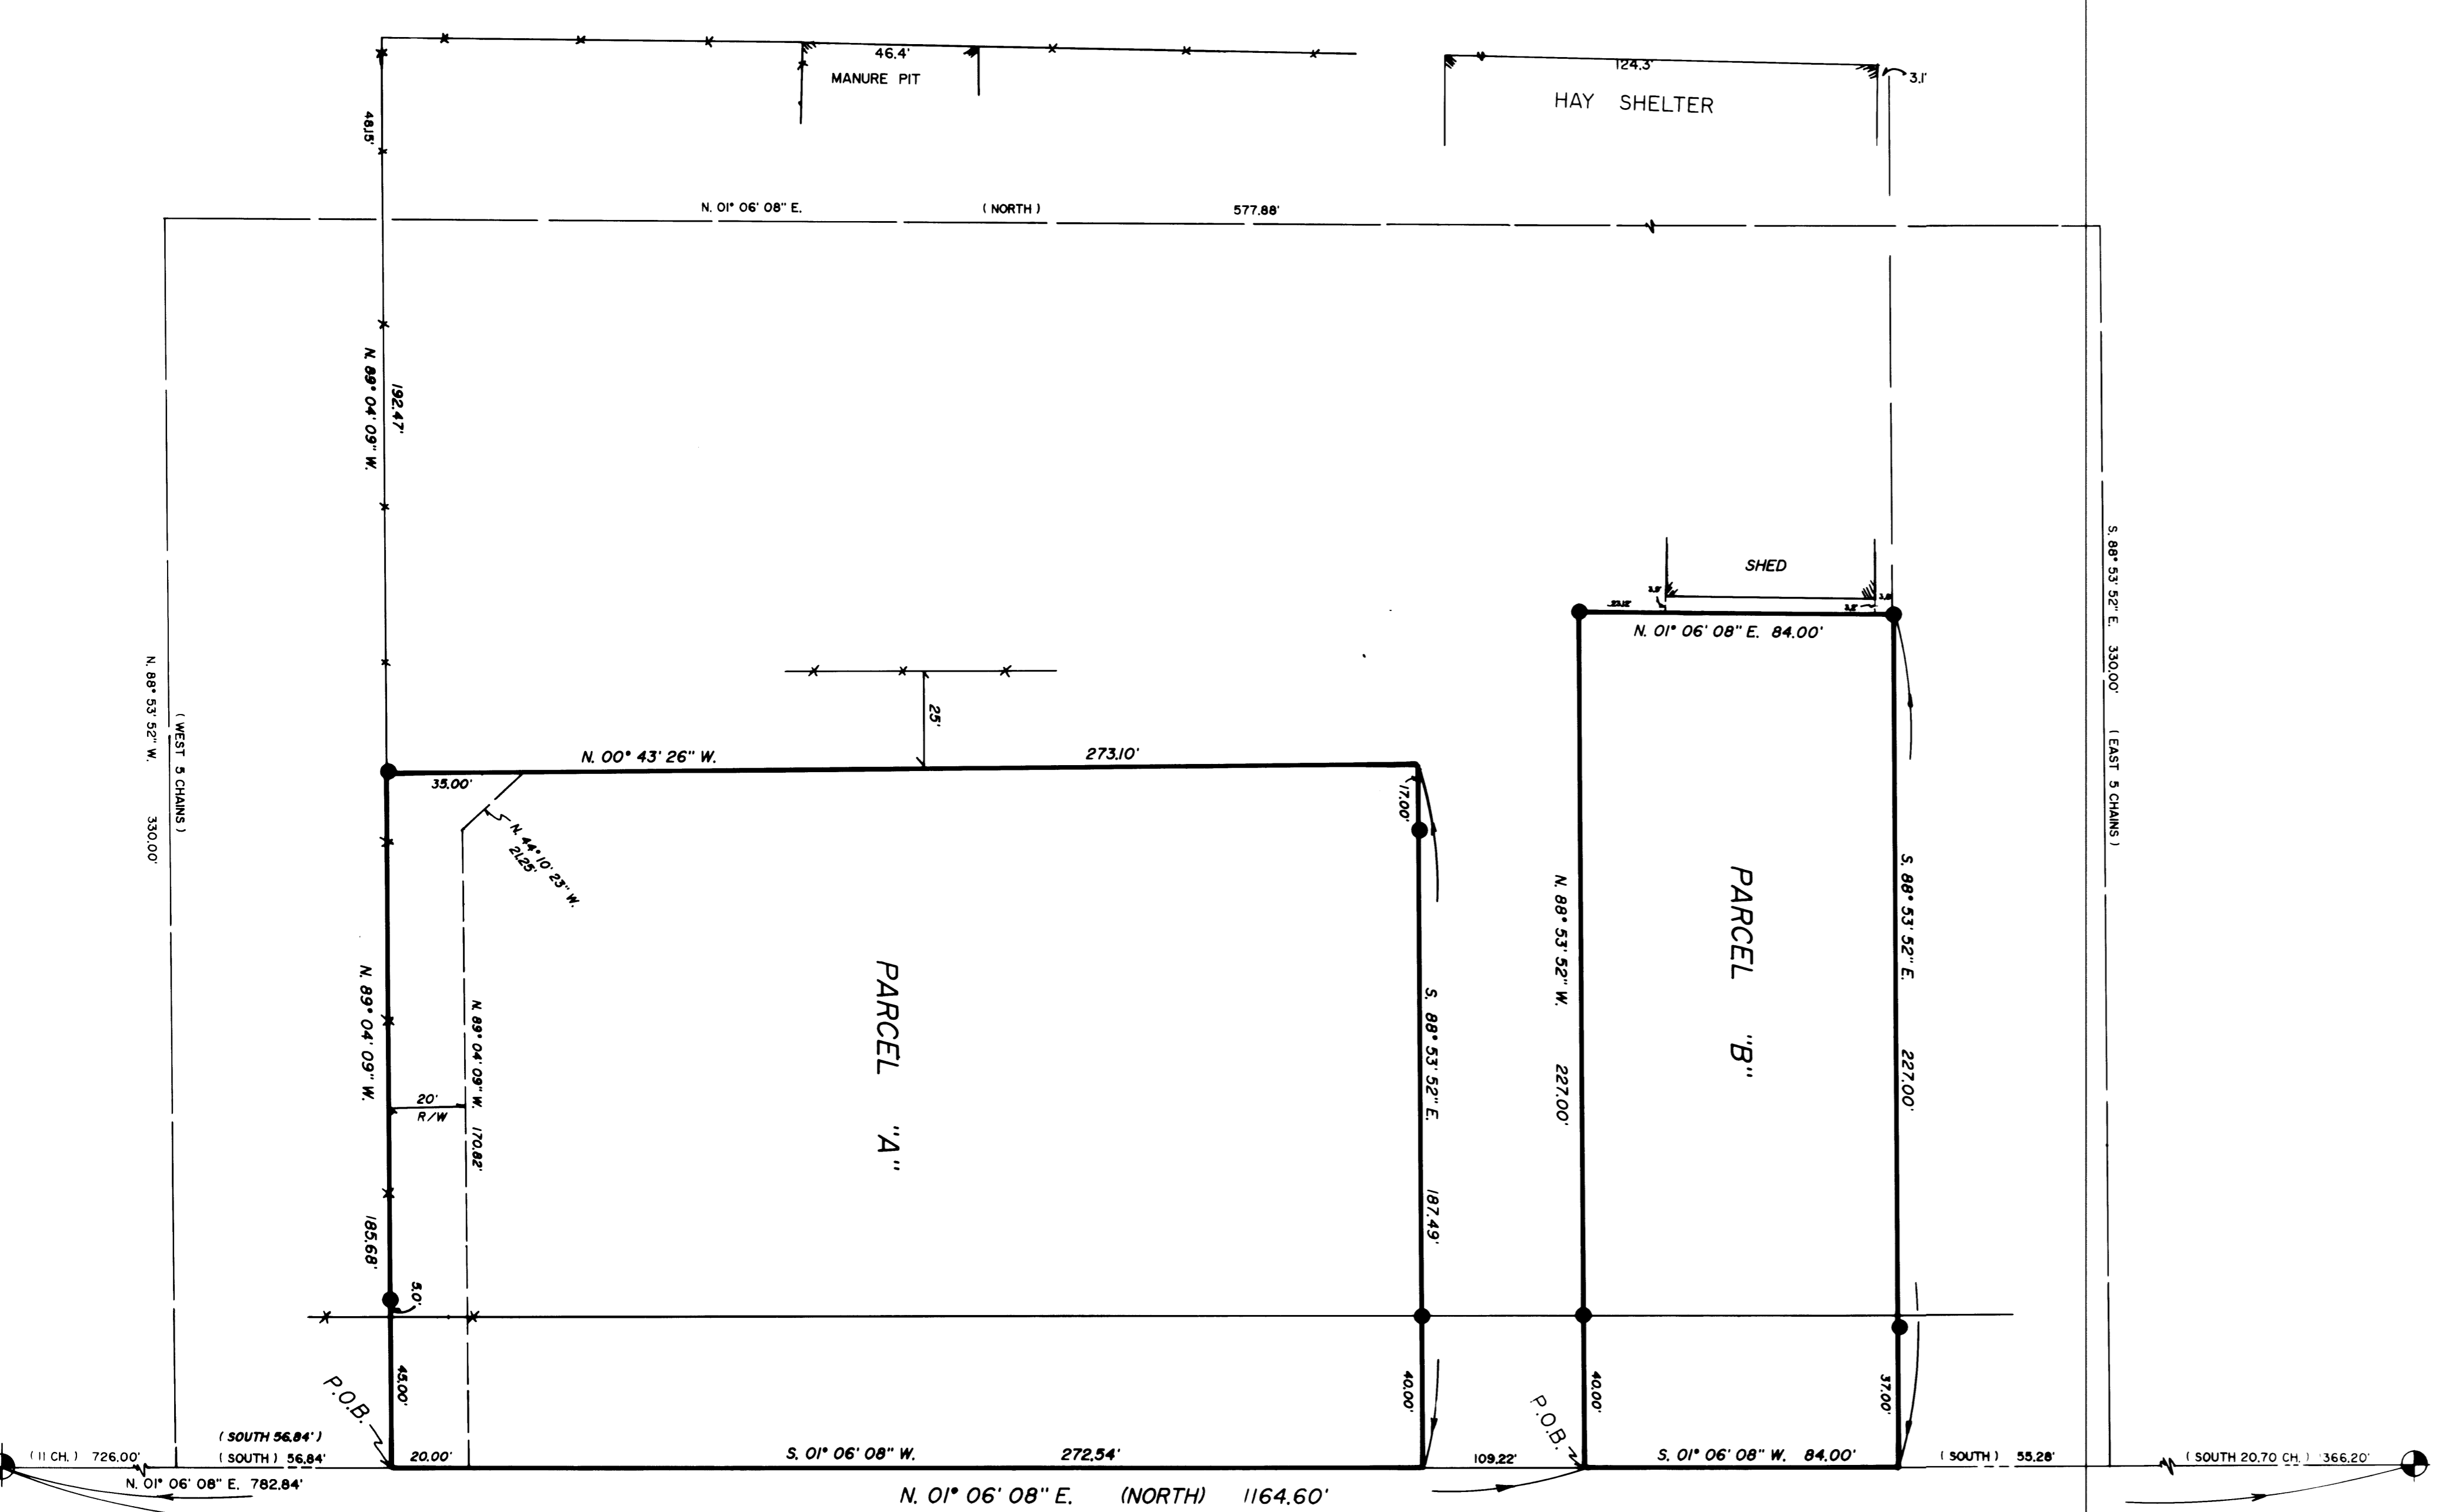 46.4'
MANURE PIT
124.3'
3.1'
HAY SHELTER
48.15'
N. 01° 06' 08" E. ( NORTH ) 577.88'
N. 89° 04' 09" W.
192.47'
S. 88° 53' 52" E. 330.00' ( EAST 5 CHAINS )
SHED
3.9'
23.12'
3.2'
N. 01° 06' 08" E. 84.00'
N. 88° 53' 52" W. 330.00'
( WEST 5 CHAINS )
25'
N. 00° 43' 26" W. 273.10'
35.00'
17.00'
N. 44° 10' 23" W.
21.25'
PARCEL "A"
PARCEL "B"
N. 88° 53' 52" W. 227.00'
S. 88° 53' 52" E. 227.00'
S. 88° 53' 52" E. 187.49'
N. 89° 04' 09" W. 185.68'
N. 89° 04' 09" W. 170.82'
20'
R/W
5.0'
45.00'
40.00'
40.00'
37.00'
P.O.B.
P.O.B.
( SOUTH 56.84' )
( 11 CH. ) 726.00' ( SOUTH ) 56.84' 20.00' S. 01° 06' 08" W. 272.54' 109.22' S. 01° 06' 08" W. 84.00' ( SOUTH ) 55.28' ( SOUTH 20.70 CH. ) 1366.20'
N. 01° 06' 08" E. 782.84'
N. 01° 06' 08" E. (NORTH) 1164.60'